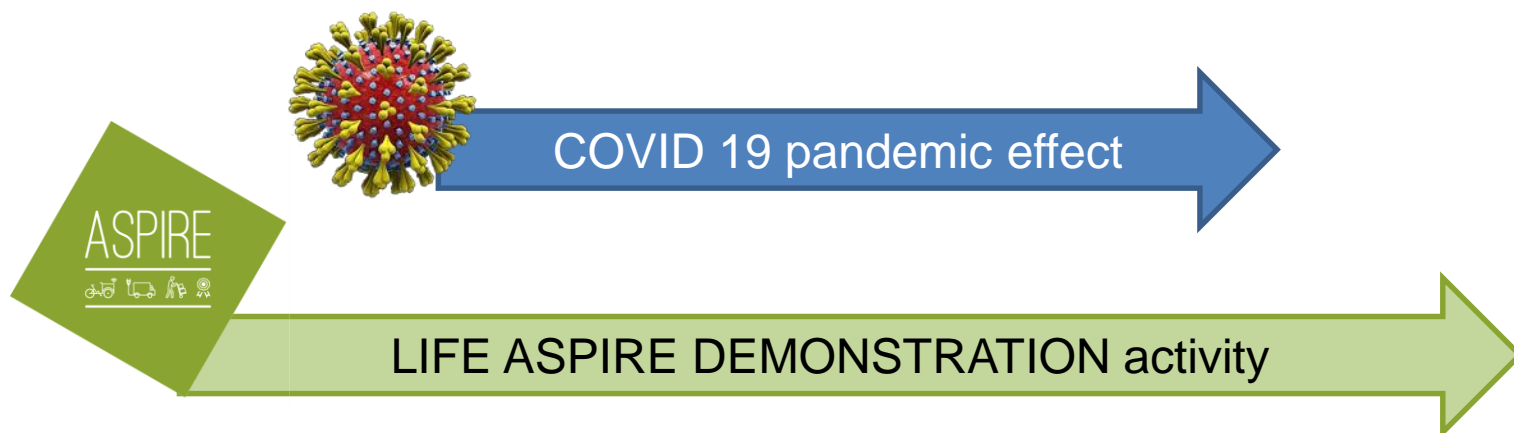 COVID 19 pandemic effect
ASPIRE
LIFE ASPIRE DEMONSTRATION activity